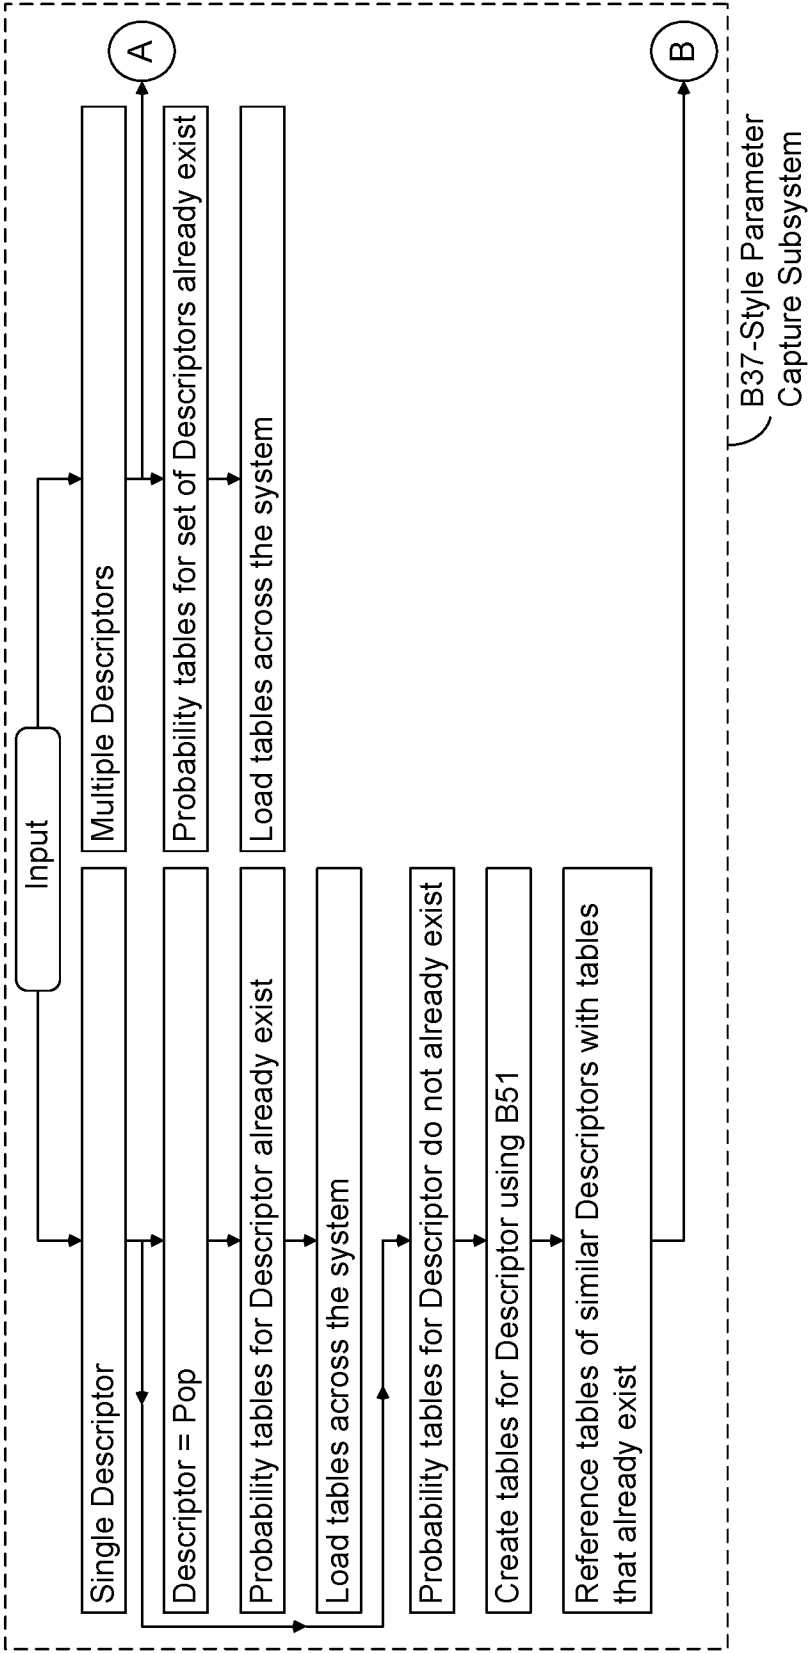 Input
Single Descriptor
Descriptor = Pop
Probability tables for Descriptor already exist
Load tables across the system
Probability tables for Descriptor do not already exist
Create tables for Descriptor using B51
Reference tables of similar Descriptors with tables
that already exist
Multiple Descriptors
Probability tables for set of Descriptors already exist
Load tables across the system
A
B
B37-Style Parameter
Capture Subsystem